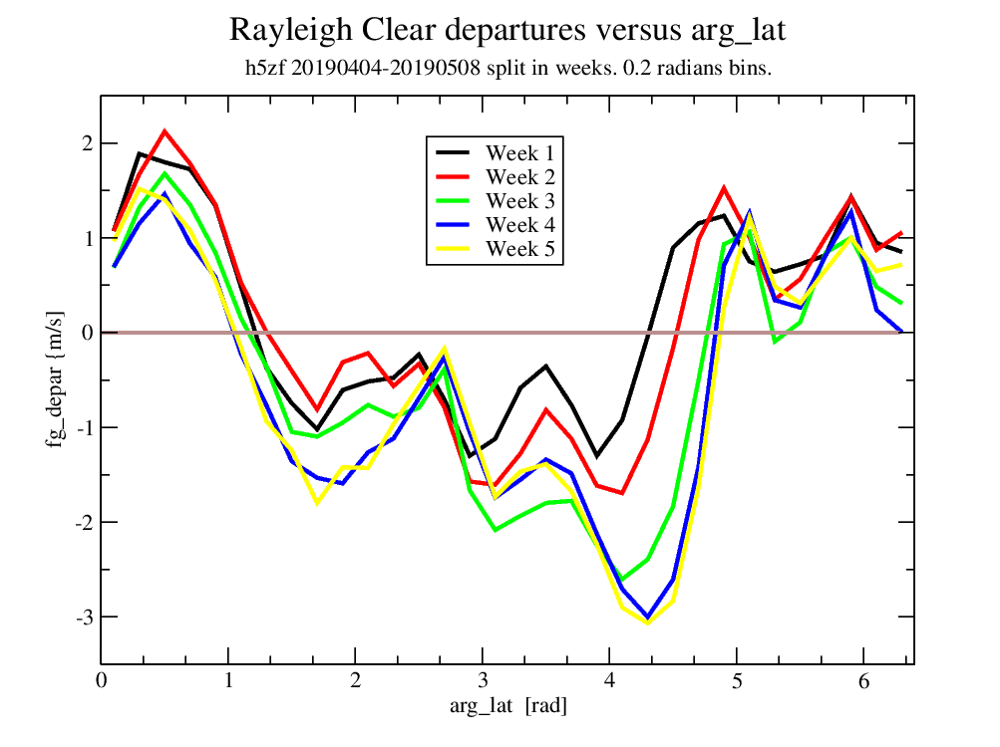 Rayleigh Clear departures versus arg_lat
h5zf 20190404-20190508 split in weeks. 0.2 radians bins.
Week 1
Week 2
Week 3
Week 4
Week 5
2
1
0
-1
-2
-3
fg_depar {m/s]
0 1 2 3 4 5 6
arg_lat [rad]